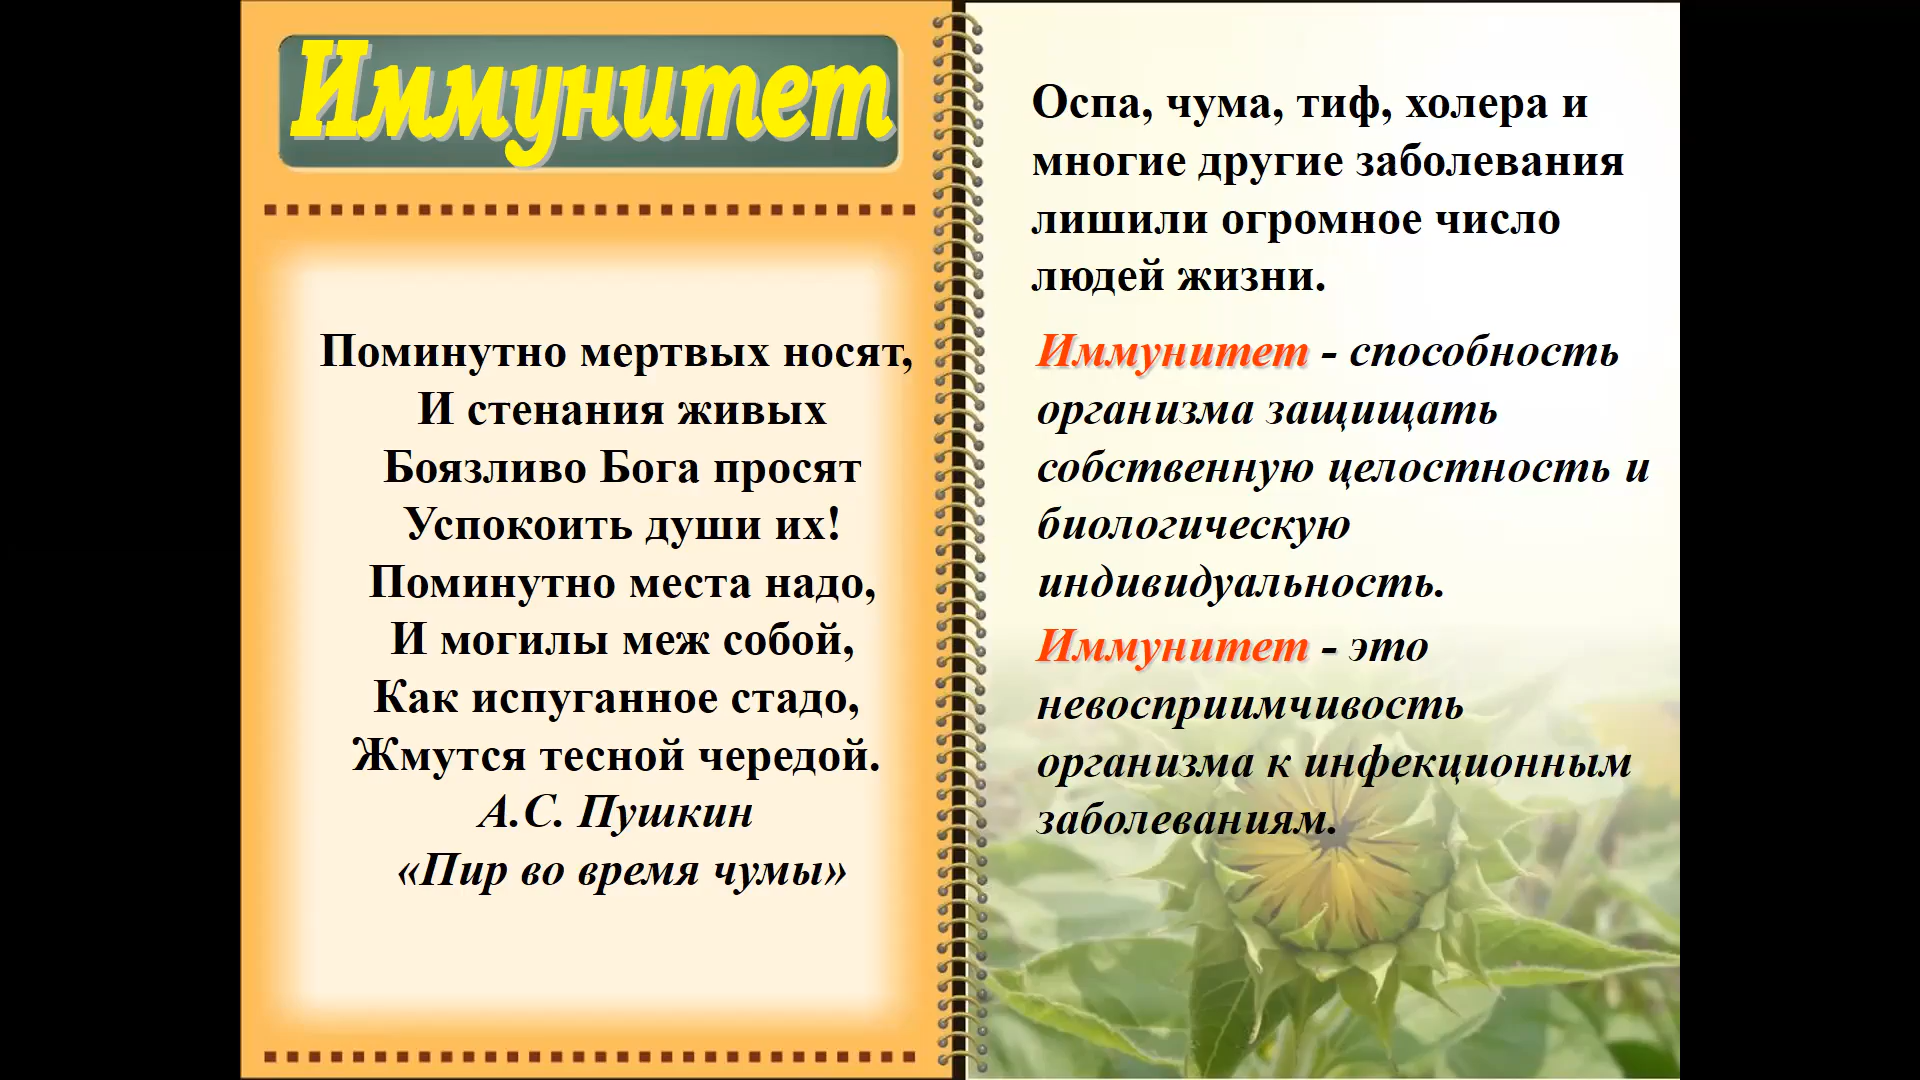 Иммунитет
Поминутно мертвых носят,
И стенания живых
Боязливо Бога просят
Успокоить души их!
Поминутно места надо,
И могилы меж собой,
Как испуганное стадо,
Жмутся тесной чередой.
А.С. Пушкин
«Пир во время чумы»
Оспа, чума, тиф, холера и
многие другие заболевания
лишили огромное число
людей жизни.
Иммунитет - способность
организма защищать
собственную целостность и
биологическую
индивидуальность.
Иммунитет - это
невосприимчивость
организма к инфекционным
заболеваниям.